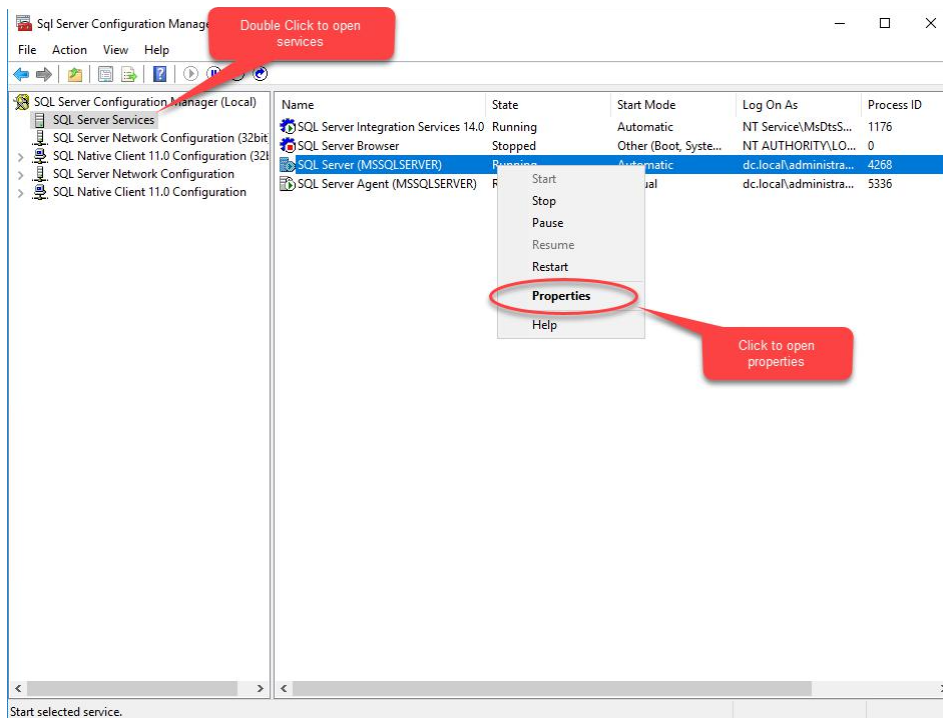 Sql Server Configuration Manage
Double Click to open
services
File Action View Help
SQL Server Configuration Manager (Local)
SQL Server Services
SQL Server Network Configuration (32bit
SQL Native Client 11.0 Configuration (32b
SQL Server Network Configuration
SQL Native Client 11.0 Configuration
Name State Start Mode Log On As Process ID
SQL Server Integration Services 14.0 Running Automatic NT Service\MsDtsS... 1176
SQL Server Browser Stopped Other (Boot, Syste... NT AUTHORITY\LO... 0
SQL Server (MSSQLSERVER) Running Automatic dc.local\administra... 4268
SQL Server Agent (MSSQLSERVER) R ual dc.local\administra... 5336
Start
Stop
Pause
Resume
Restart
Properties
Help
Click to open
properties
Start selected service.